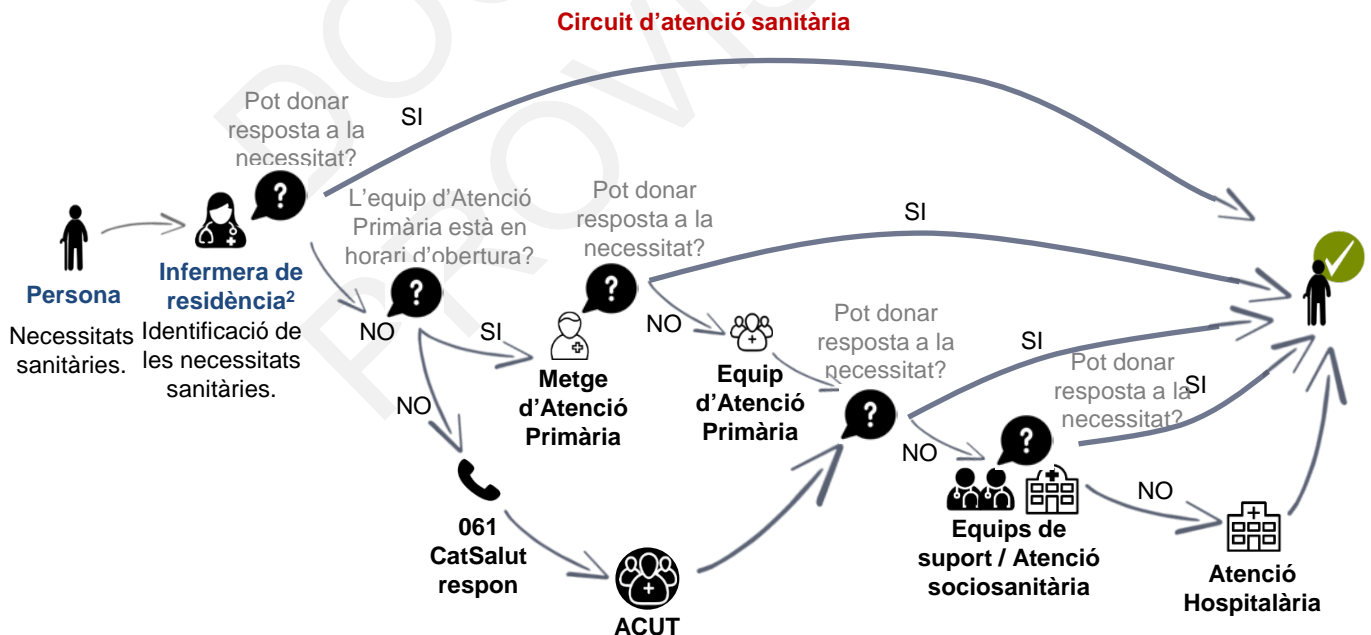 Circuit d’atenció sanitària
Pot donar
resposta a la
necessitat?
SI
L'equip d’Atenció
Primària està en
horari d’obertura?
Pot donar
resposta a la
necessitat?
SI
Persona
Necessitats
sanitàries.
Infermera de
residència²
Identificació de
les necessitats
sanitàries.
NO
SI
Metge
d’Atenció
Primària
NO
Equip
d’Atenció
Primària
Pot donar
resposta a la
necessitat?
SI
Pot donar
resposta a la
necessitat?
SI
NO
061
CatSalut
respon
ACUT
NO
Equips de
suport / Atenció
sociosanitària
NO
Atenció
Hospitalària